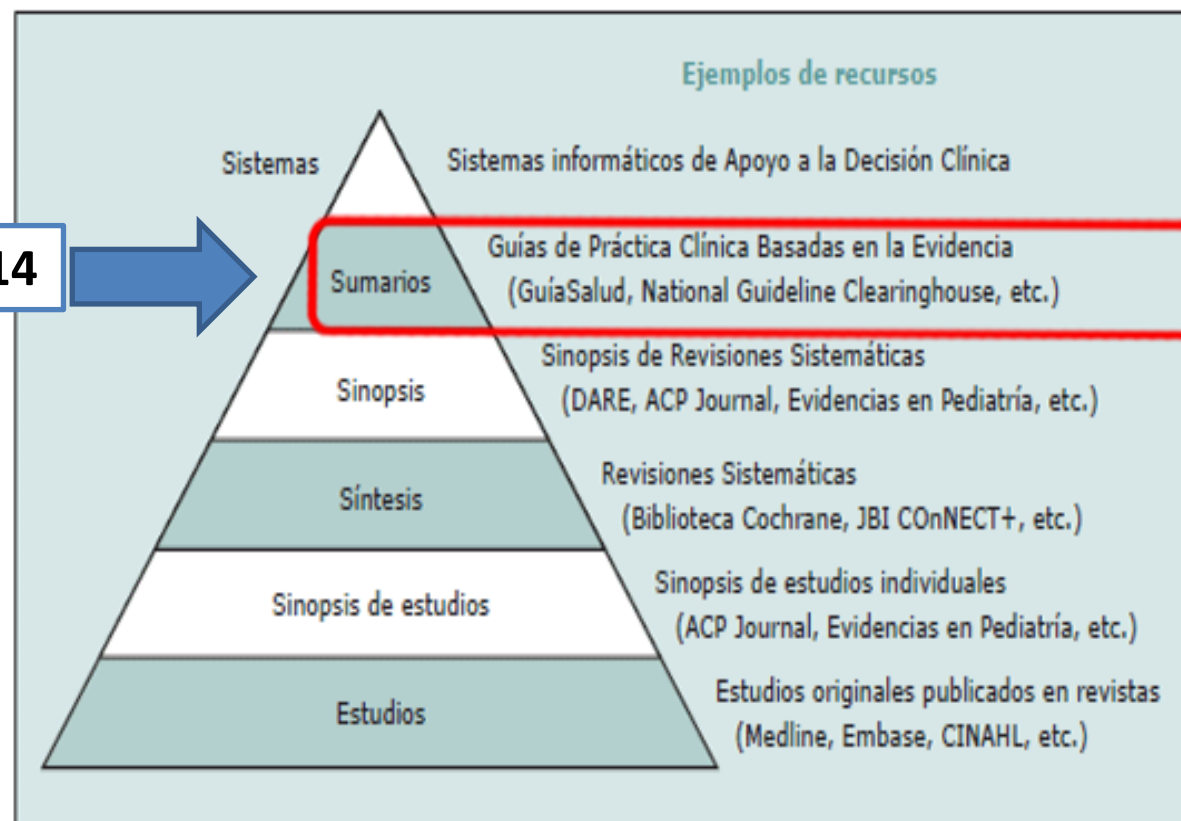 Ejemplos de recursos
Sistemas
Sistemas informáticos de Apoyo a la Decisión Clínica
14
Sumarios
Guías de Práctica Clínica Basadas en la Evidencia
(GuíaSalud, National Guideline Clearinghouse, etc.)
Sinopsis
Sinopsis de Revisiones Sistemáticas
(DARE, ACP Journal, Evidencias en Pediatría, etc.)
Síntesis
Revisiones Sistemáticas
(Biblioteca Cochrane, JBI COnNECT+, etc.)
Sinopsis de estudios
Sinopsis de estudios individuales
(ACP Journal, Evidencias en Pediatría, etc.)
Estudios
Estudios originales publicados en revistas
(Medline, Embase, CINAHL, etc.)